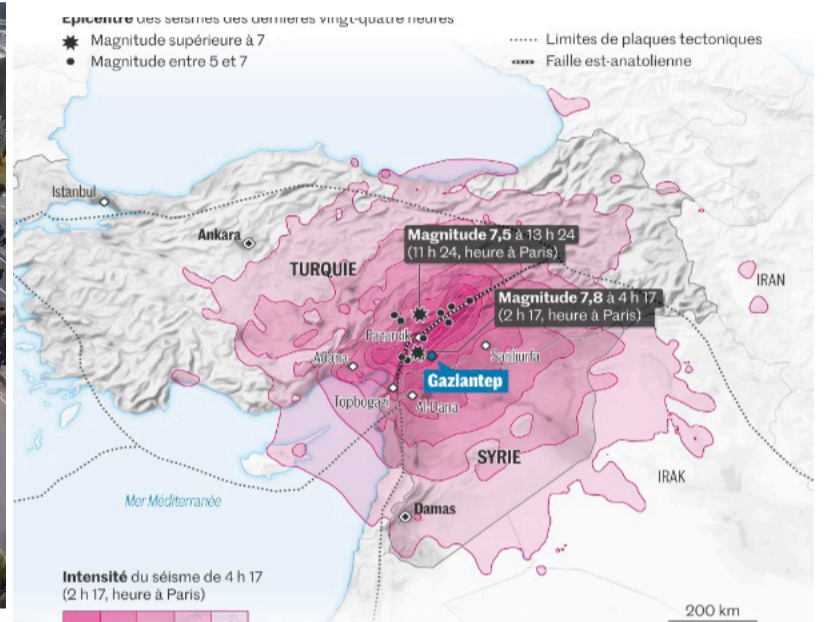 Épicentre des séismes des dernières vingt-quatre heures
Magnitude supérieure à 7
Magnitude entre 5 et 7
Limites de plaques tectoniques
Faille est-anatolienne
Istanbul
Ankara
Magnitude 7,5 à 13 h 24
(11 h 24, heure à Paris)
TURQUIE
IRAN
Magnitude 7,8 à 4 h 17
(2 h 17, heure à Paris)
Pazarcik
Adana
Sanliurfa
Gaziantep
Topbogazi
Al-Dana
SYRIE
IRAK
Mer Méditerranée
Damas
Intensité du séisme de 4 h 17
(2 h 17, heure à Paris)
200 km